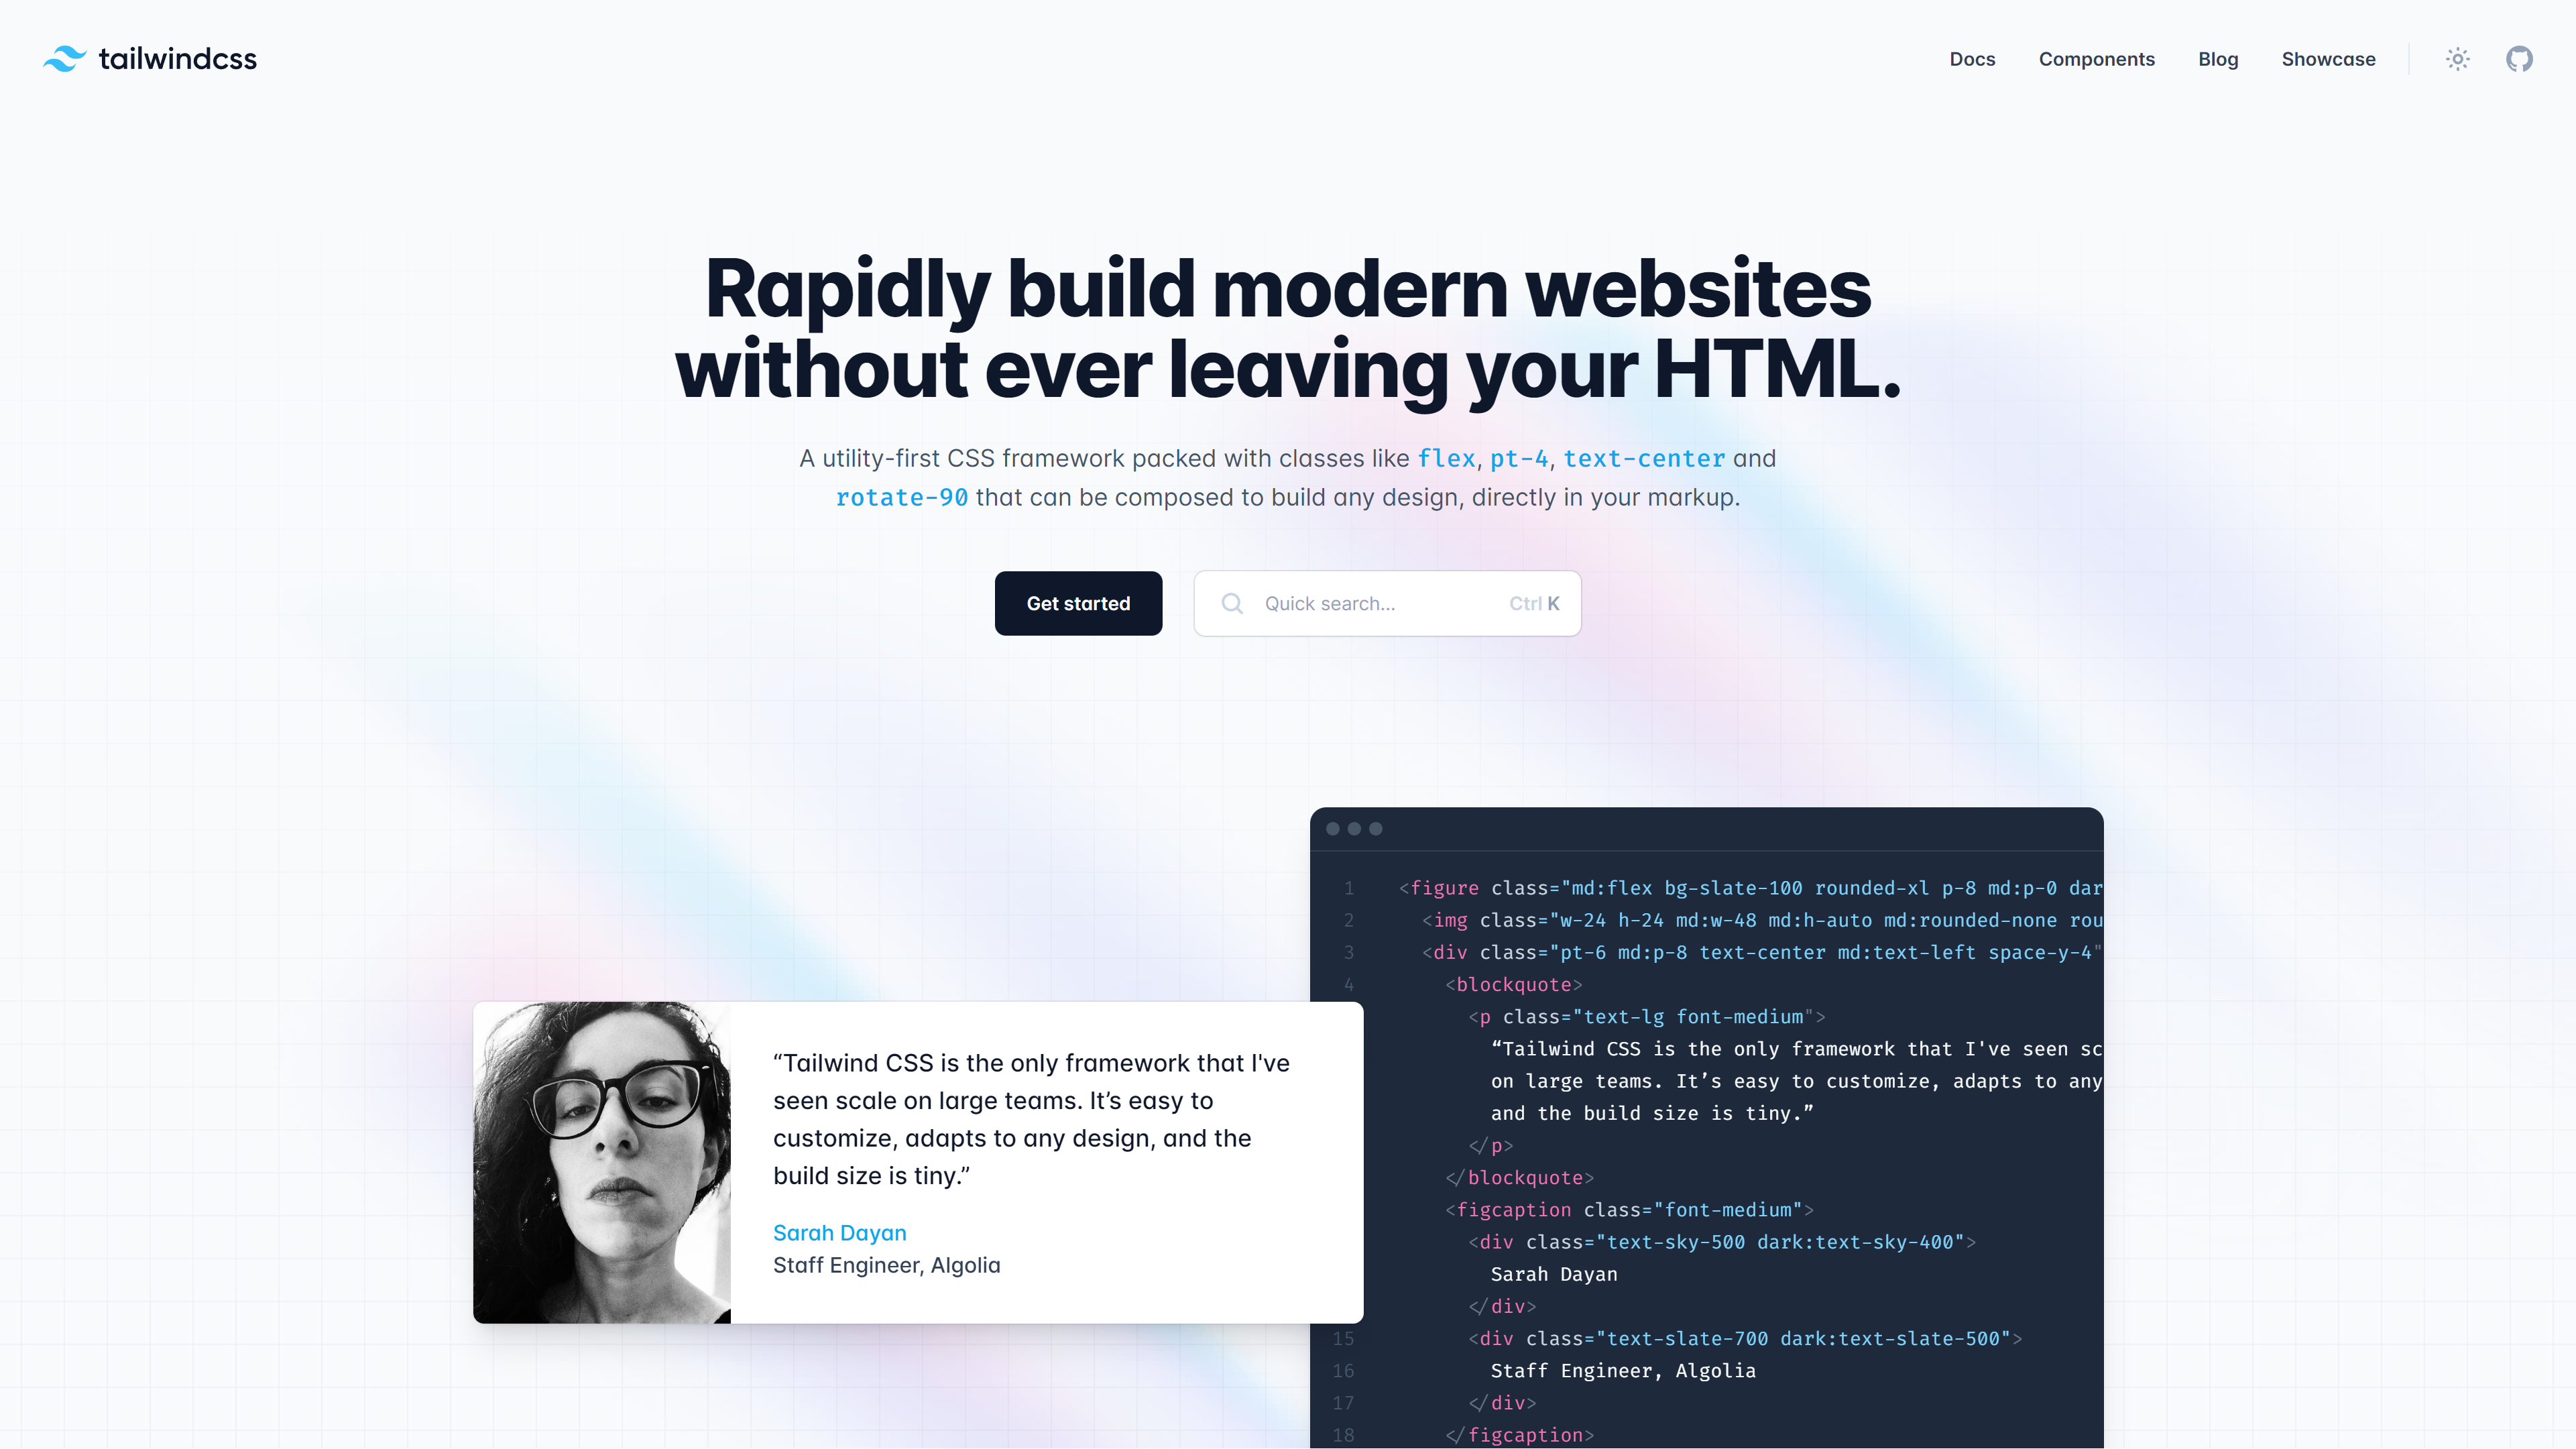 tailwindcss
Docs Components Blog Showcase
Rapidly build modern websites
without ever leaving your HTML.
A utility-first CSS framework packed with classes like flex, pt-4, text-center and
rotate-90 that can be composed to build any design, directly in your markup.
Get started
Quick search... Ctrl K
“Tailwind CSS is the only framework that I've
seen scale on large teams. It’s easy to
customize, adapts to any design, and the
build size is tiny.”
Sarah Dayan
Staff Engineer, Algolia
1 <figure class="md:flex bg-slate-100 rounded-xl p-8 md:p-0 dar
2 <img class="w-24 h-24 md:w-48 md:h-auto md:rounded-none rou
3 <div class="pt-6 md:p-8 text-center md:text-left space-y-4"
4 <blockquote>
<p class="text-lg font-medium">
“Tailwind CSS is the only framework that I've seen sc
on large teams. It’s easy to customize, adapts to any
and the build size is tiny.”
</p>
</blockquote>
<figcaption class="font-medium">
<div class="text-sky-500 dark:text-sky-400">
Sarah Dayan
</div>
15 <div class="text-slate-700 dark:text-slate-500">
16 Staff Engineer, Algolia
17 </div>
18 </figcaption>